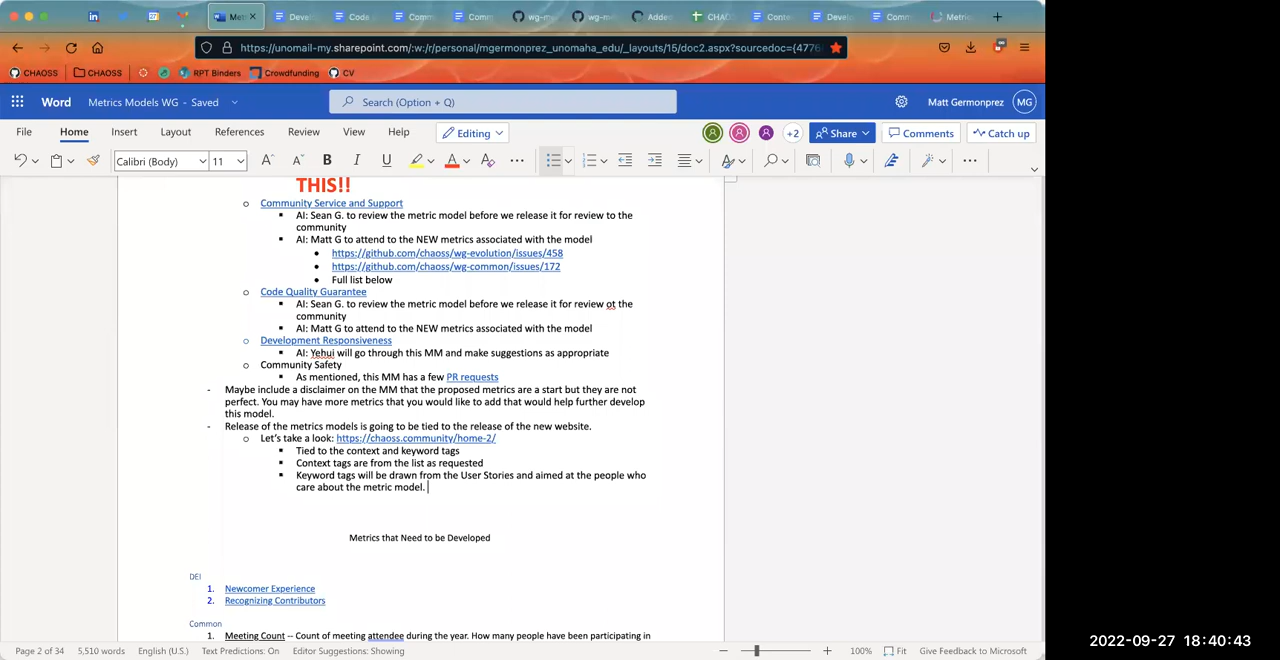 Met
Devel
Code
Comm
Comm
wg-m
wg-m
Adde
CHAO
Conta
Devel
Comm
Metric
https://unomail-my.sharepoint.com/:w:/r/personal/mgermonprez_unomaha_edu/_layouts/15/doc2.aspx?sourcedoc={4776
CHAOSS
CHAOSS
RPT Binders
Crowdfunding
CV
Word
Metrics Models WG - Saved
Search (Option + Q)
Matt Germonprez
MG
File
Home
Insert
Layout
References
Review
View
Help
Editing
+2
Share
Comments
Catch up
Calibri (Body)
11
THIS!!
o Community Service and Support
▪ AI: Sean G. to review the metric model before we release it for review to the
community
▪ AI: Matt G to attend to the NEW metrics associated with the model
• https://github.com/chaoss/wg-evolution/issues/458
• https://github.com/chaoss/wg-common/issues/172
• Full list below
o Code Quality Guarantee
▪ AI: Sean G. to review the metric model before we release it for review ot the
community
▪ AI: Matt G to attend to the NEW metrics associated with the model
o Development Responsiveness
▪ AI: Yehui will go through this MM and make suggestions as appropriate
o Community Safety
▪ As mentioned, this MM has a few PR requests
- Maybe include a disclaimer on the MM that the proposed metrics are a start but they are not
perfect. You may have more metrics that you would like to add that would help further develop
this model.
- Release of the metrics models is going to be tied to the release of the new website.
o Let's take a look: https://chaoss.community/home-2/
▪ Tied to the context and keyword tags
▪ Context tags are from the list as requested
▪ Keyword tags will be drawn from the User Stories and aimed at the people who
care about the metric model.
Metrics that Need to be Developed
DEI
1. Newcomer Experience
2. Recognizing Contributors
Common
1. Meeting Count -- Count of meeting attendee during the year. How many people have been participating in
Page 2 of 34
5,510 words
English (U.S.)
Text Predictions: On
Editor Suggestions: Showing
100%
Fit
Give Feedback to Microsoft
2022-09-27 18:40:43